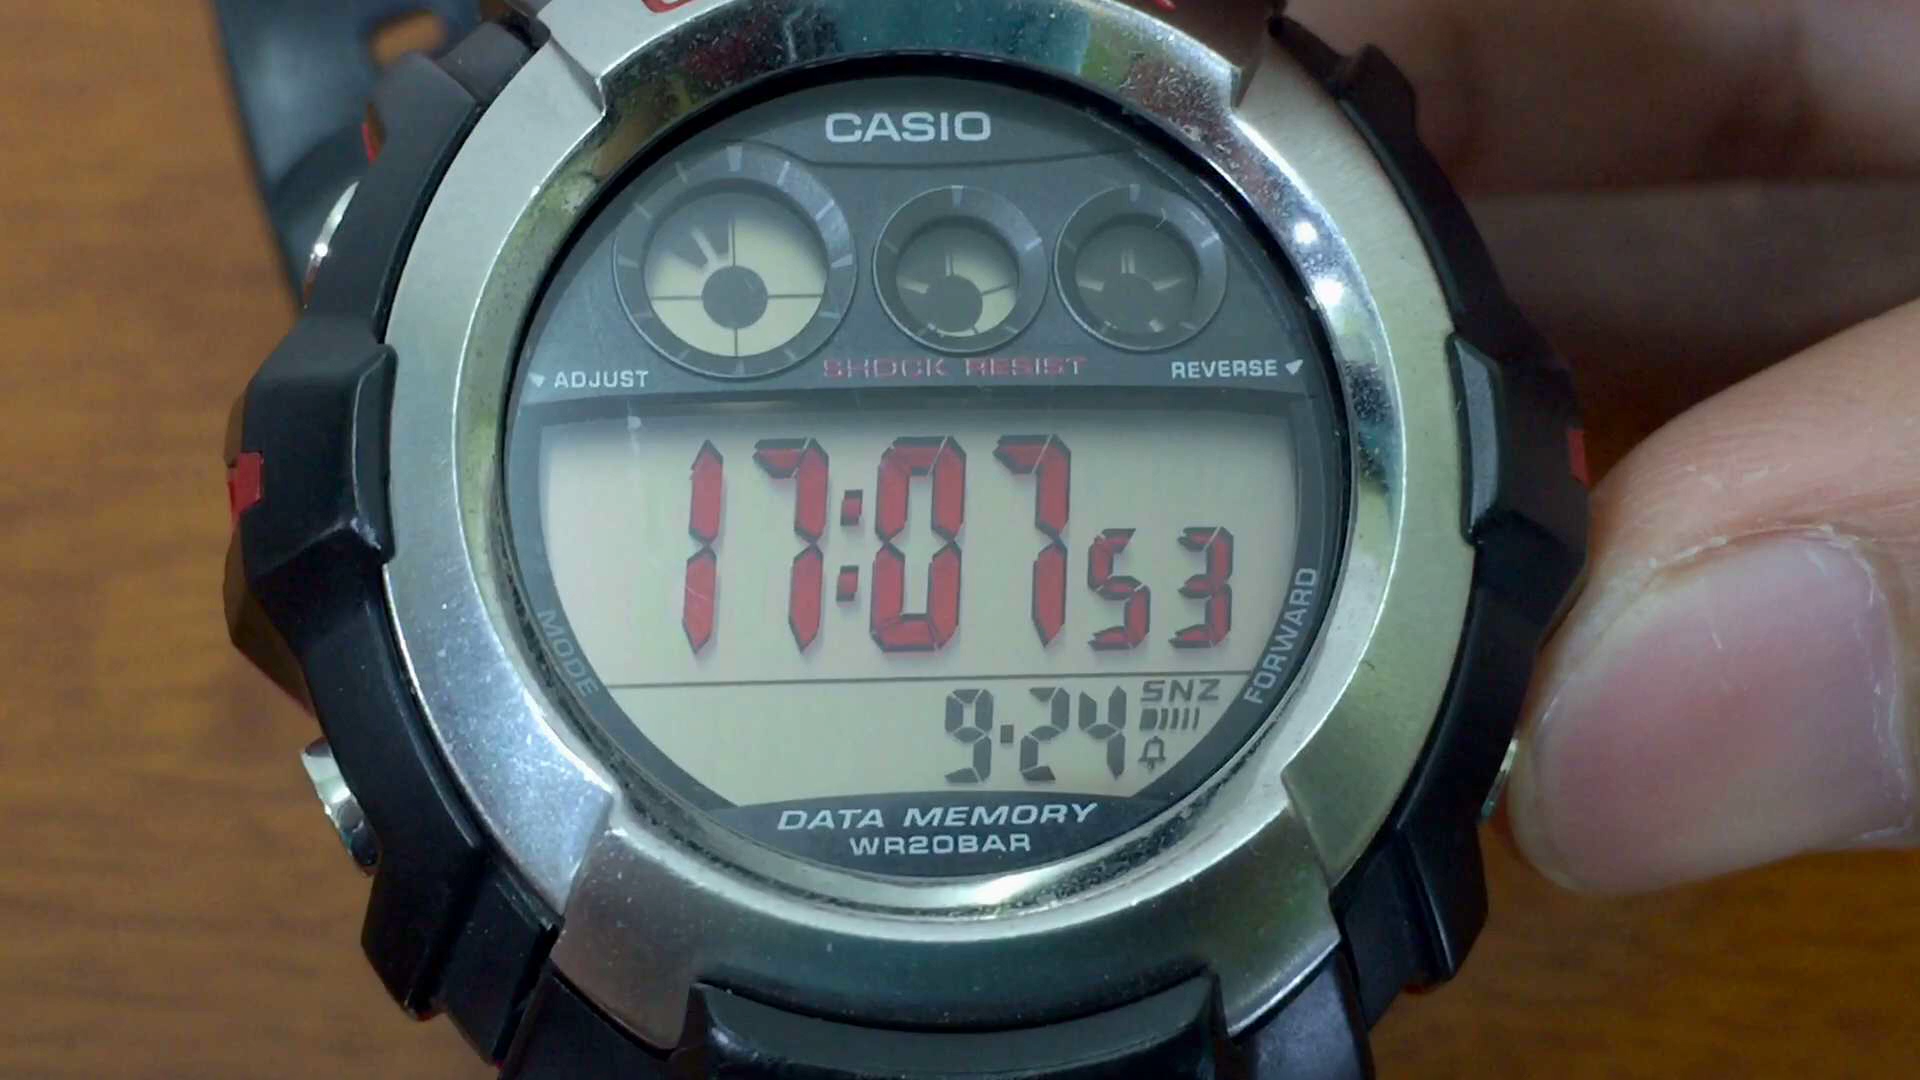 CASIO
SHOCK RESIST
ADJUST
REVERSE
17:07 53
MODE
FORWARD
9-24 SNZ
DATA MEMORY
WR20BAR